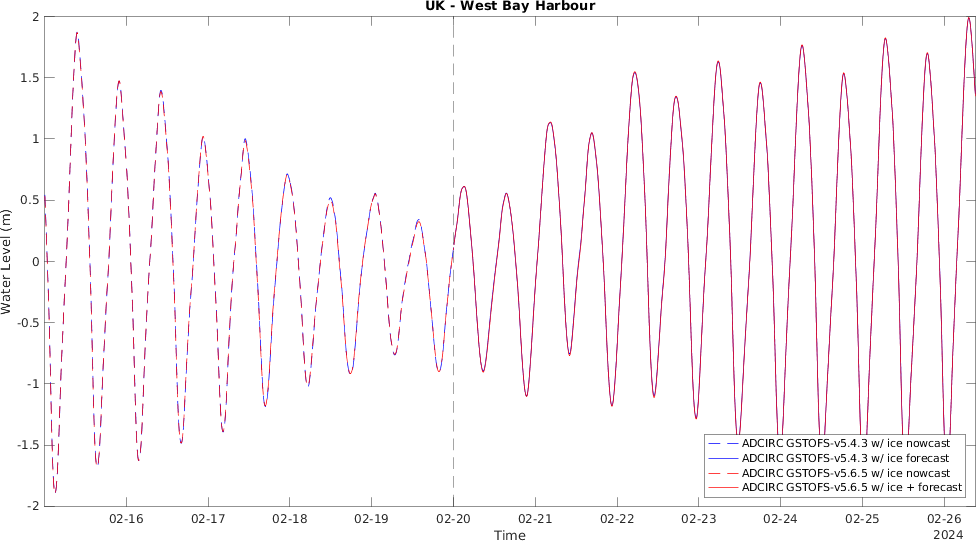 UK - West Bay Harbour
Water Level (m)
2
1.5
1
0.5
0
-0.5
-1
-1.5
-2
ADCIRC GSTOFS-v5.4.3 w/ ice nowcast
ADCIRC GSTOFS-v5.4.3 w/ ice forecast
ADCIRC GSTOFS-v5.6.5 w/ ice nowcast
ADCIRC GSTOFS-v5.6.5 w/ ice + forecast
02-16 02-17 02-18 02-19 02-20 02-21 02-22 02-23 02-24 02-25 02-26
Time
2024